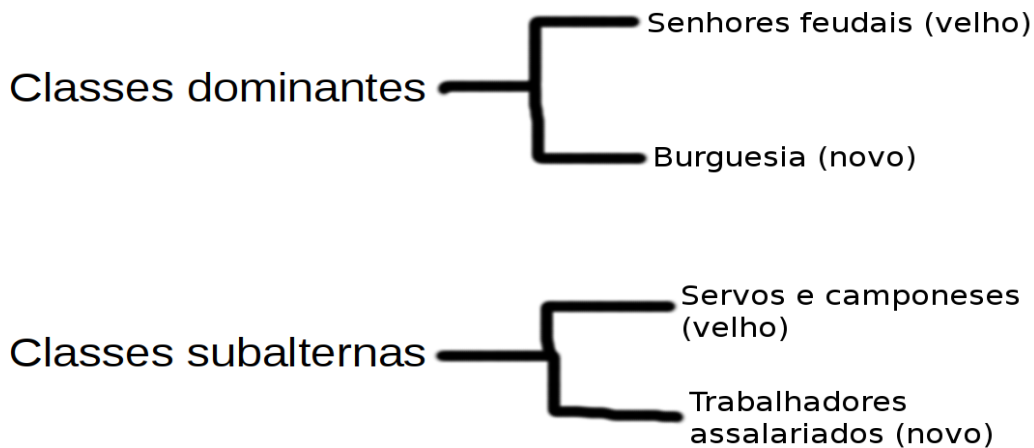 Senhores feudais (velho)
Classes dominantes
Burguesia (novo)
Servos e camponeses
(velho)
Classes subalternas
Trabalhadores
assalariados (novo)